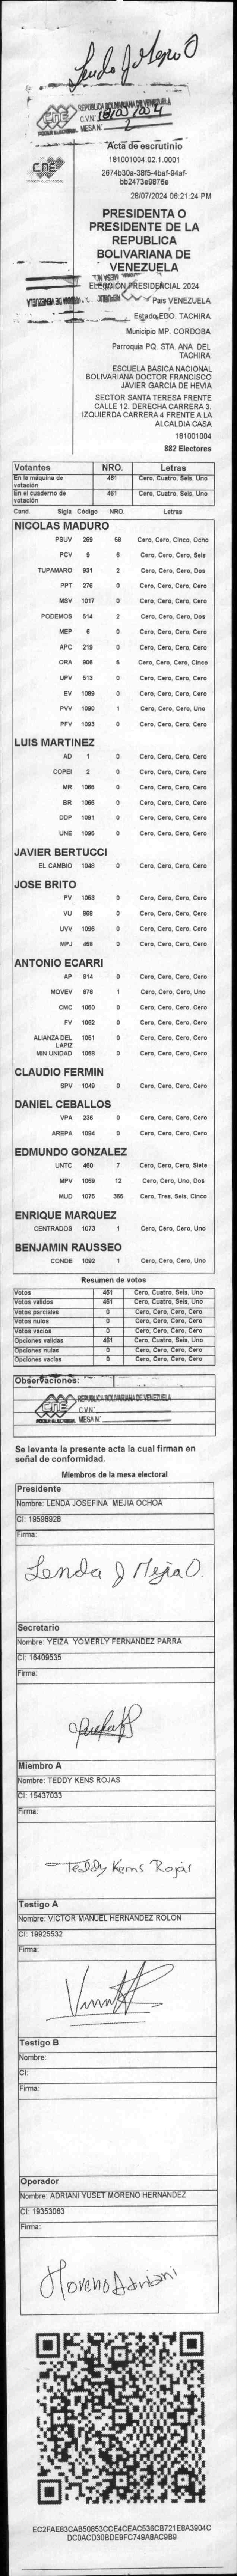 Lenda J Mejia O
CNE
REPUBLICA BOLIVARIANA DE VENEZUELA
C.V.N°
MESA N° 2
PODER ELECTORAL
CNE
Acta de escrutinio
181001004.02.1.0001
2674b30a-38f5-4baf-94af-
bb2473e9876e
28/07/2024 06:21:24 PM
PRESIDENTA O
PRESIDENTE DE LA
REPUBLICA
BOLIVARIANA DE
VENEZUELA
ELECCIÓN PRESIDENCIAL 2024
Pais VENEZUELA
Estado EDO. TACHIRA
Municipio MP. CORDOBA
Parroquia PQ. STA. ANA DEL
TACHIRA
ESCUELA BASICA NACIONAL
BOLIVARIANA DOCTOR FRANCISCO
JAVIER GARCIA DE HEVIA
SECTOR SANTA TERESA FRENTE
CALLE 12. DERECHA CARRERA 3.
IZQUIERDA CARRERA 4 FRENTE A LA
ALCALDIA CASA
181001004
882 Electores
Votantes NRO. Letras
En la máquina de votación 461 Cero, Cuatro, Seis, Uno
En el cuaderno de votación 461 Cero, Cuatro, Seis, Uno
Cand. Sigla Código NRO. Letras
NICOLAS MADURO
PSUV 269 58 Cero, Cero, Cinco, Ocho
PCV 9 6 Cero, Cero, Cero, Seis
TUPAMARO 931 2 Cero, Cero, Cero, Dos
PPT 276 0 Cero, Cero, Cero, Cero
MSV 1017 0 Cero, Cero, Cero, Cero
PODEMOS 514 2 Cero, Cero, Cero, Dos
MEP 6 0 Cero, Cero, Cero, Cero
APC 219 0 Cero, Cero, Cero, Cero
ORA 906 5 Cero, Cero, Cero, Cinco
UPV 513 0 Cero, Cero, Cero, Cero
EV 1089 0 Cero, Cero, Cero, Cero
PVV 1090 1 Cero, Cero, Cero, Uno
PFV 1093 0 Cero, Cero, Cero, Cero
LUIS MARTINEZ
AD 1 0 Cero, Cero, Cero, Cero
COPEI 2 0 Cero, Cero, Cero, Cero
MR 1065 0 Cero, Cero, Cero, Cero
BR 1066 0 Cero, Cero, Cero, Cero
DDP 1091 0 Cero, Cero, Cero, Cero
UNE 1095 0 Cero, Cero, Cero, Cero
JAVIER BERTUCCI
EL CAMBIO 1048 0 Cero, Cero, Cero, Cero
JOSE BRITO
PV 1053 0 Cero, Cero, Cero, Cero
VU 868 0 Cero, Cero, Cero, Cero
UVV 1096 0 Cero, Cero, Cero, Cero
MPJ 458 0 Cero, Cero, Cero, Cero
ANTONIO ECARRI
AP 814 0 Cero, Cero, Cero, Cero
MOVEV 878 1 Cero, Cero, Cero, Uno
CMC 1050 0 Cero, Cero, Cero, Cero
FV 1052 0 Cero, Cero, Cero, Cero
ALIANZA DEL LAPIZ 1051 0 Cero, Cero, Cero, Cero
MIN UNIDAD 1068 0 Cero, Cero, Cero, Cero
CLAUDIO FERMIN
SPV 1049 0 Cero, Cero, Cero, Cero
DANIEL CEBALLOS
VPA 236 0 Cero, Cero, Cero, Cero
AREPA 1094 0 Cero, Cero, Cero, Cero
EDMUNDO GONZALEZ
UNTC 460 7 Cero, Cero, Cero, Siete
MPV 1069 12 Cero, Cero, Uno, Dos
MUD 1075 365 Cero, Tres, Seis, Cinco
ENRIQUE MARQUEZ
CENTRADOS 1073 1 Cero, Cero, Cero, Uno
BENJAMIN RAUSSEO
CONDE 1092 1 Cero, Cero, Cero, Uno
Resumen de votos
Votos 461 Cero, Cuatro, Seis, Uno
Votos validos 461 Cero, Cuatro, Seis, Uno
Votos parciales 0 Cero, Cero, Cero, Cero
Votos nulos 0 Cero, Cero, Cero, Cero
Votos vacios 0 Cero, Cero, Cero, Cero
Opciones validas 461 Cero, Cuatro, Seis, Uno
Opciones nulas 0 Cero, Cero, Cero, Cero
Opciones vacias 0 Cero, Cero, Cero, Cero
Observaciones:
CNE
REPUBLICA BOLIVARIANA DE VENEZUELA
C.V.N°
MESA N°
PODER ELECTORAL
Se levanta la presente acta la cual firman en
señal de conformidad.
Miembros de la mesa electoral
Presidente
Nombre: LENDA JOSEFINA MEJIA OCHOA
CI: 19598928
Firma:
Lenda J Mejia O.
Secretario
Nombre: YEIZA YOMERLY FERNANDEZ PARRA
CI: 16409535
Firma:
Miembro A
Nombre: TEDDY KENS ROJAS
CI: 15437033
Firma:
Teddy Kens Rojas
Testigo A
Nombre: VICTOR MANUEL HERNANDEZ ROLON
CI: 19925532
Firma:
Testigo B
Nombre:
CI:
Firma:
Operador
Nombre: ADRIANI YUSET MORENO HERNANDEZ
CI: 19353063
Firma:
Moreno Adriani
EC2FAE83CAB50853CCE4CEAC536CB721E8A3904C
DC0ACD30BDE9FC749A8AC9B9